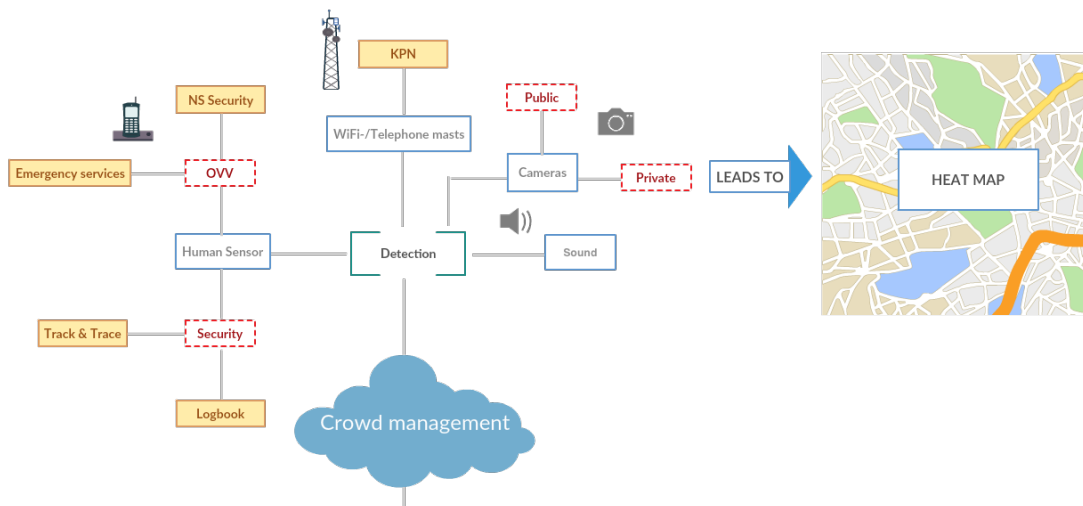 KPN
NS Security
Public
WiFi-/Telephone masts
Emergency services
OVV
Cameras
Private
LEADS TO
HEAT MAP
Human Sensor
Detection
Sound
Track & Trace
Security
Logbook
Crowd management